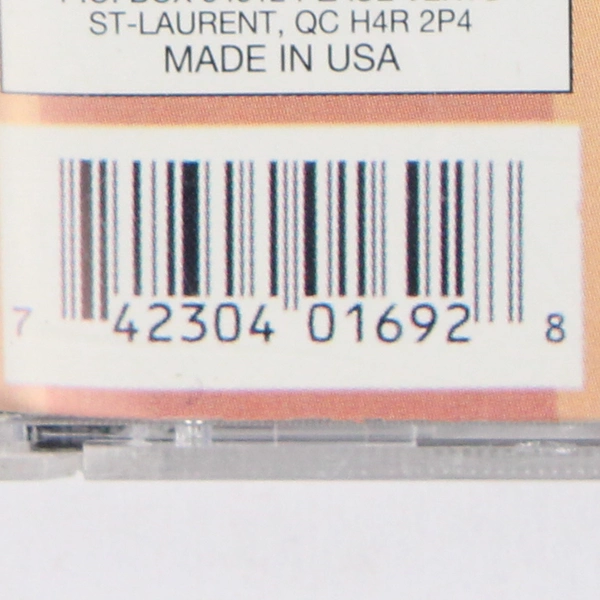 ST-LAURENT, QC H4R 2P4
MADE IN USA
7 42304 01692 8